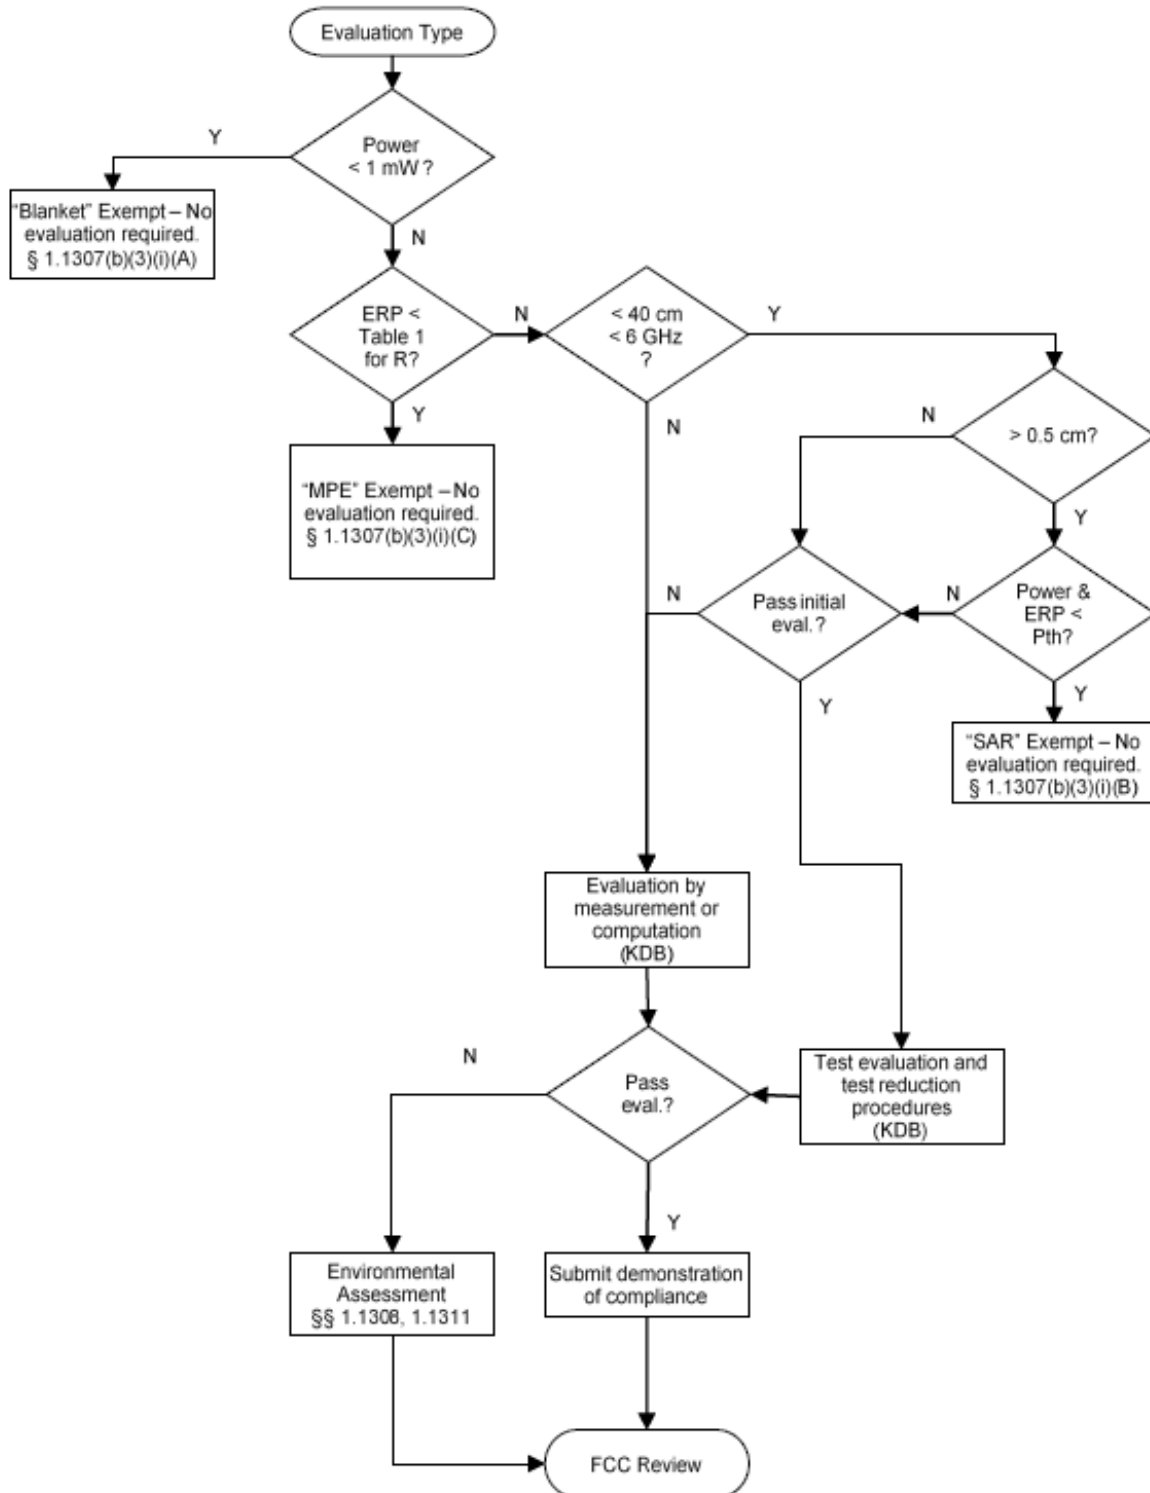 Evaluation Type
Y
Power
< 1 mW ?
"Blanket" Exempt – No
evaluation required.
§ 1.1307(b)(3)(i)(A)
N
ERP <
Table 1
for R?
N
< 40 cm
< 6 GHz
?
Y
Y
N
N
> 0.5 cm?
"MPE" Exempt – No
evaluation required.
§ 1.1307(b)(3)(i)(C)
Y
N
Pass initial
eval.?
N
Power &
ERP <
Pth?
Y
Y
"SAR" Exempt – No
evaluation required.
§ 1.1307(b)(3)(i)(B)
Evaluation by
measurement or
computation
(KDB)
N
Pass
eval.?
Test evaluation and
test reduction
procedures
(KDB)
Y
Environmental
Assessment
§§ 1.1308, 1.1311
Submit demonstration
of compliance
FCC Review